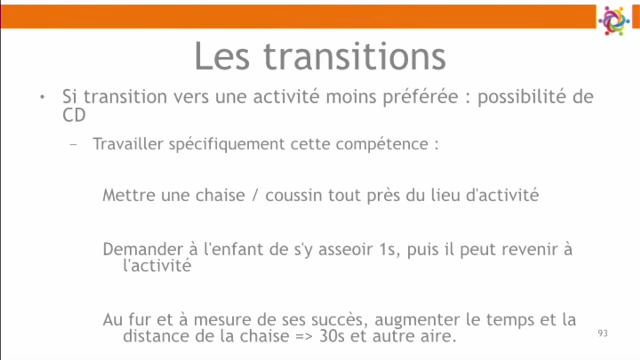 Les transitions
• Si transition vers une activité moins préférée : possibilité de
CD
– Travailler spécifiquement cette compétence :
Mettre une chaise / coussin tout près du lieu d'activité
Demander à l'enfant de s'y asseoir 1s, puis il peut revenir à
l'activité
Au fur et à mesure de ses succès, augmenter le temps et la
distance de la chaise => 30s et autre aire.
93